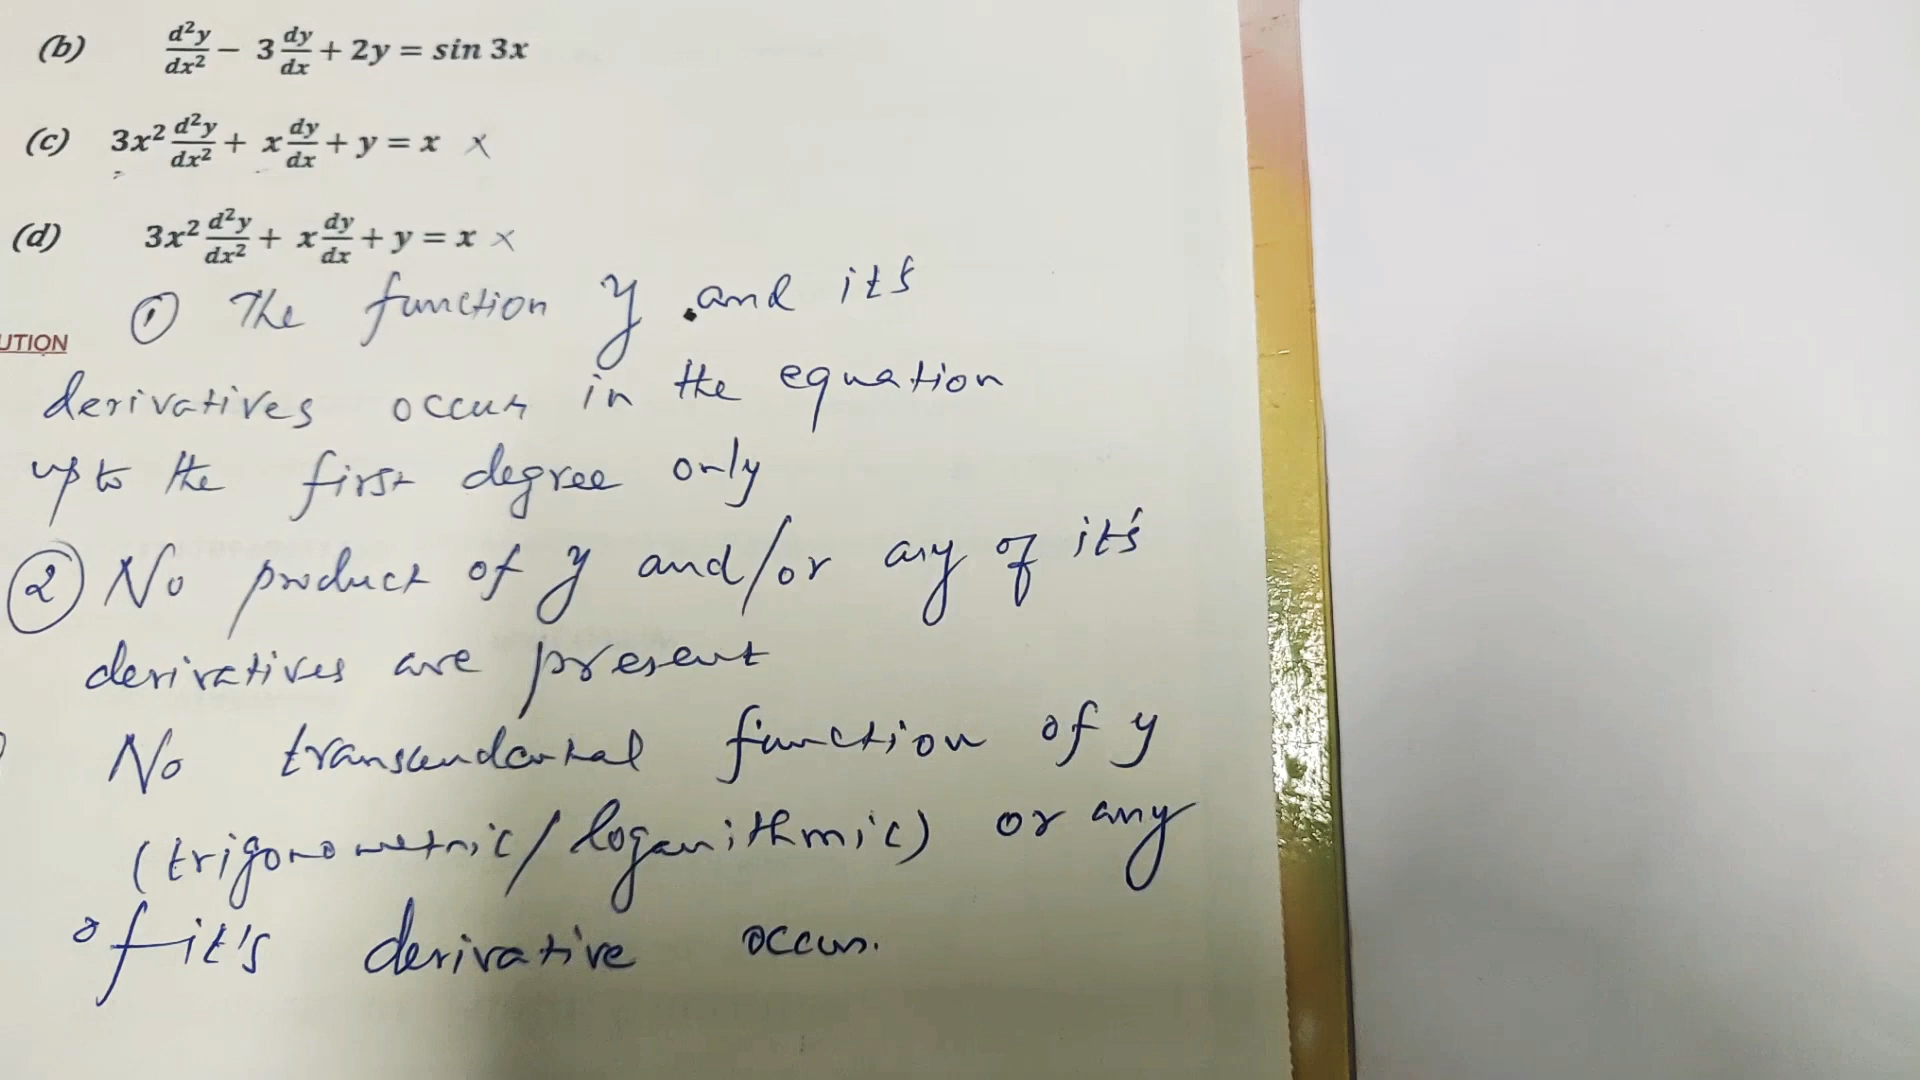 (b) d²y/dx² − 3 dy/dx + 2y = sin 3x
(c) 3x² d²y/dx² + x dy/dx + y = x ×
(d) 3x² d²y/dx² + x dy/dx + y = x ×
① The function y and it's
UTION
derivatives occur in the equation
upto the first degree only
② No product of y and/or any of it's
derivatives are present
No transcendental function of y
(trigonometric/logarithmic) or any
of it's derivative occurs.